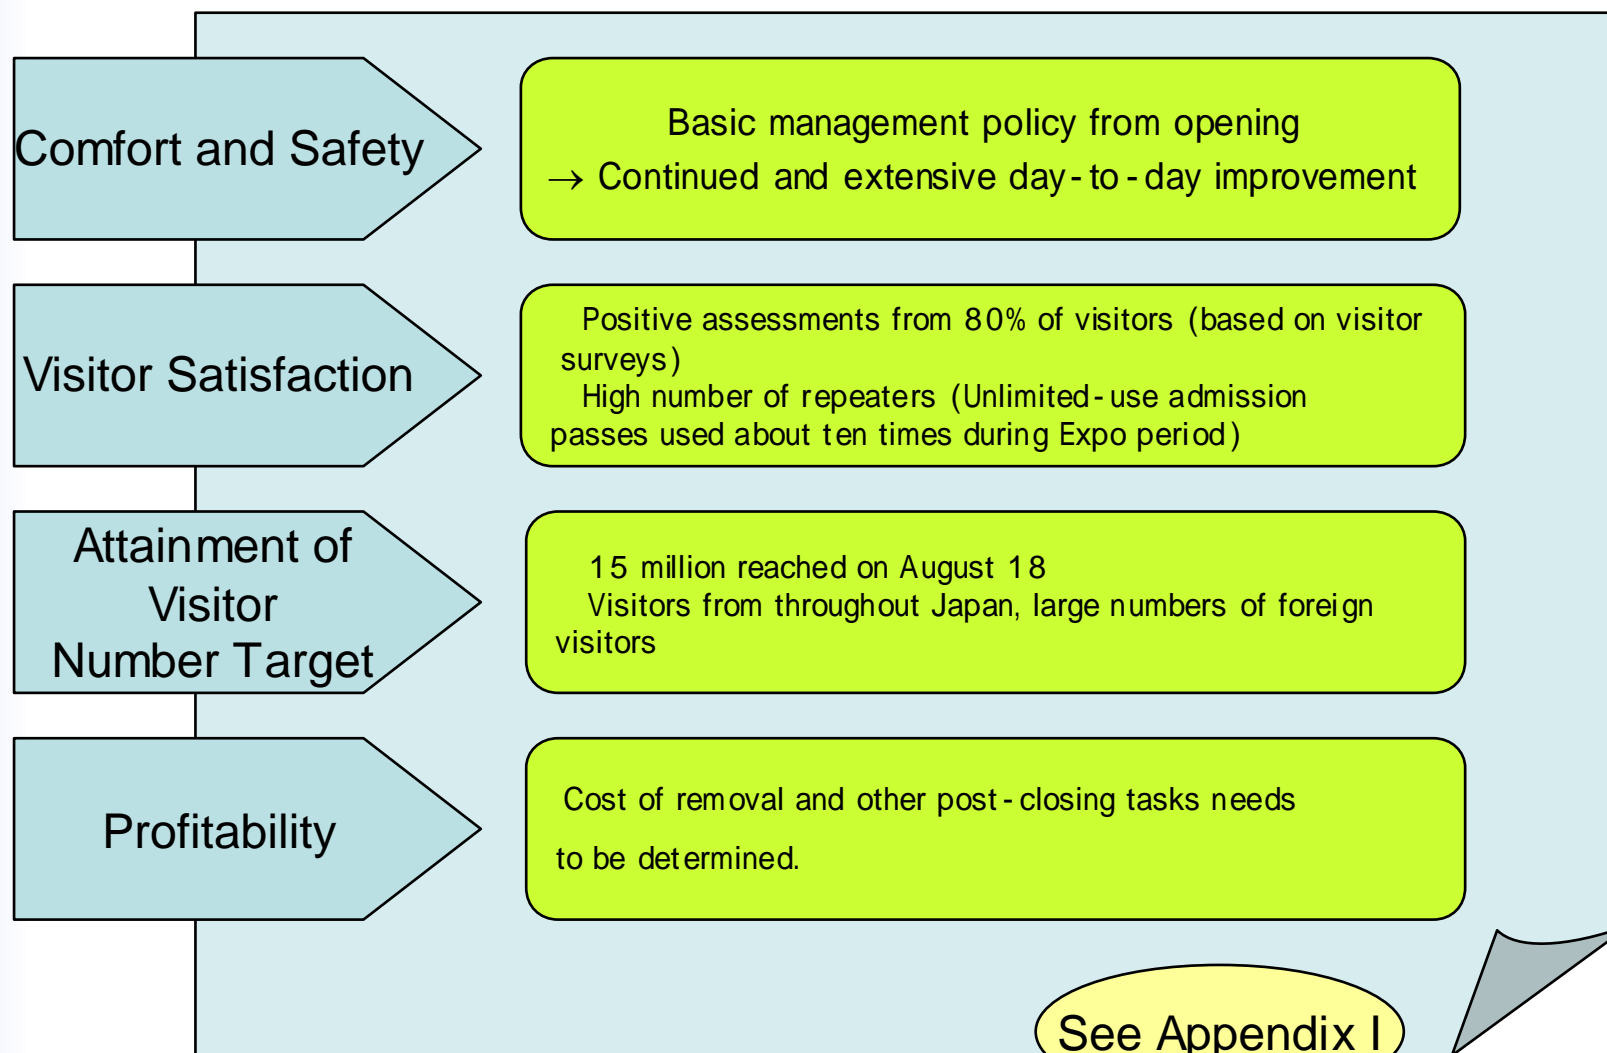 Comfort and Safety
Basic management policy from opening
→ Continued and extensive day-to-day improvement
Visitor Satisfaction
Positive assessments from 80% of visitors (based on visitor
surveys)
High number of repeaters (Unlimited-use admission
passes used about ten times during Expo period)
Attainment of
Visitor
Number Target
15 million reached on August 18
Visitors from throughout Japan, large numbers of foreign
visitors
Profitability
Cost of removal and other post-closing tasks needs
to be determined.
See Appendix I